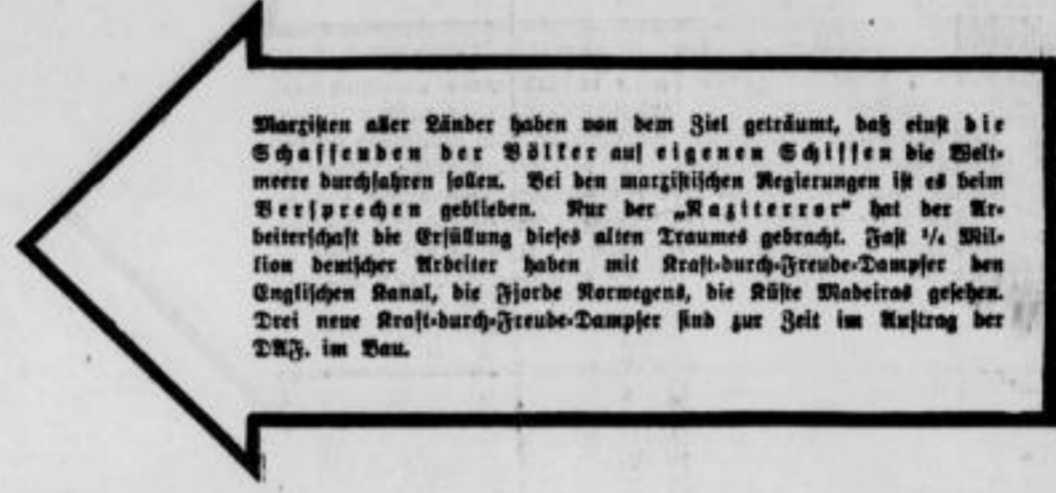 Marxisten aller Länder haben von dem Ziel geträumt, daß einst die
Schaffenden der Völker auf eigenen Schiffen die Welt-
meere durchfahren sollen. Bei den marxistischen Regierungen ist es beim
Versprechen geblieben. Nur der „Naziterror“ hat der Ar-
beiterschaft die Erfüllung dieses alten Traumes gebracht. Fast ¾ Mil-
lion deutscher Arbeiter haben mit Kraft-durch-Freude-Dampfer den
Englischen Kanal, die Fjorde Norwegens, die Küste Madeiras gesehen.
Drei neue Kraft-durch-Freude-Dampfer sind zur Zeit im Auftrag der
DAF. im Bau.